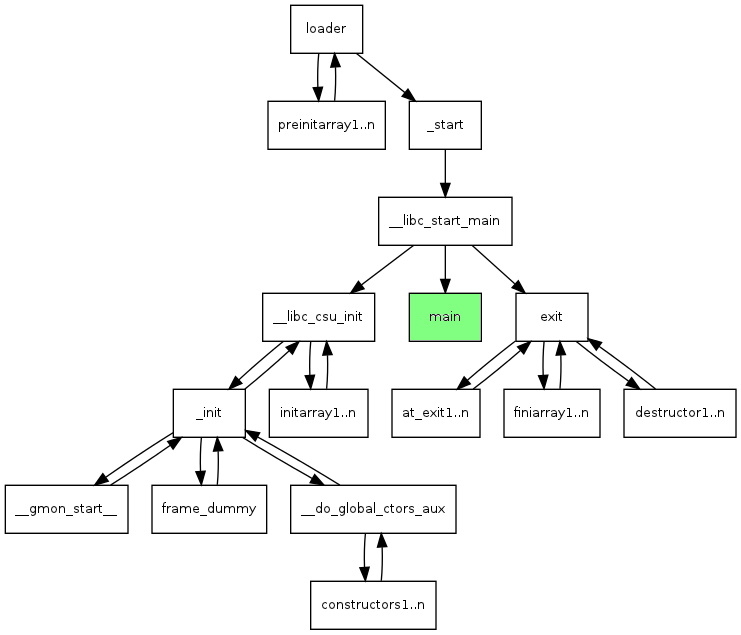 loader
preinitarray1..n
_start
__libc_start_main
__libc_csu_init
main
exit
_init
initarray1..n
at_exit1..n
finiarray1..n
destructor1..n
__gmon_start__
frame_dummy
__do_global_ctors_aux
constructors1..n